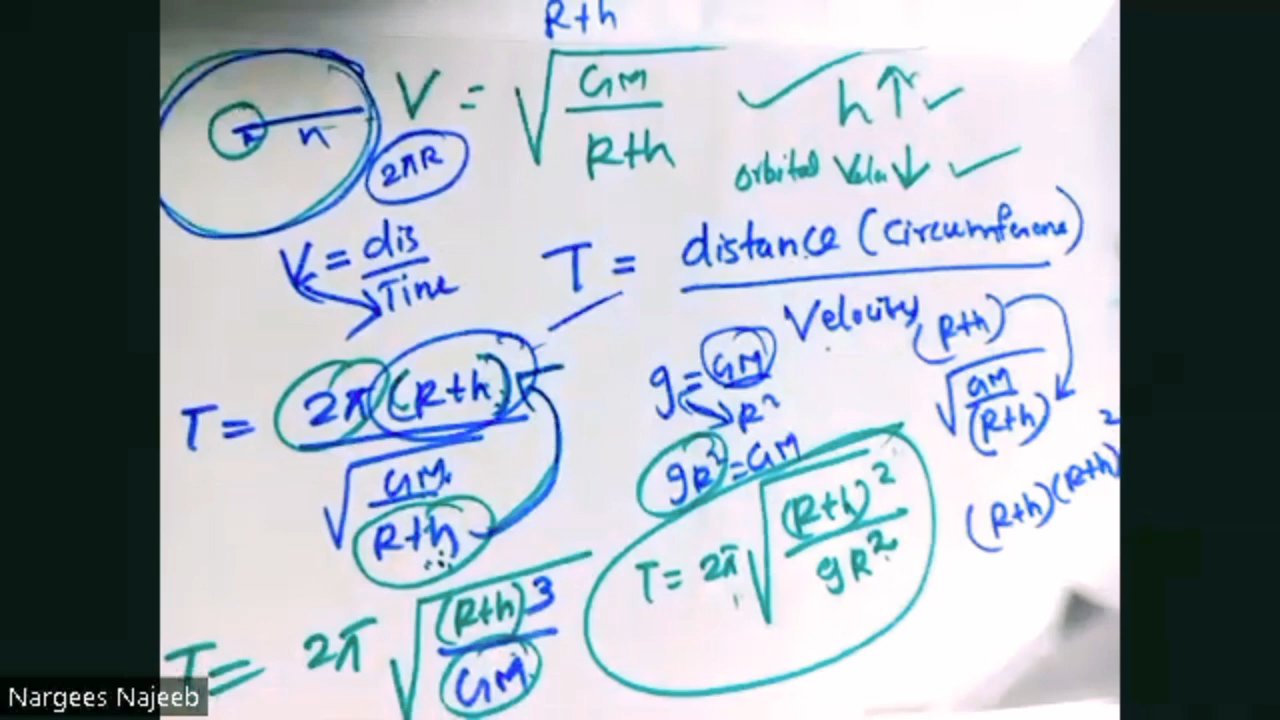 R+h
V = √(GM/(R+h)) ✓ h↑ ✓
r h
2πR
orbital Velo ↓ ✓
V = dis/Time
T = distance (circumference)/Velocity
T = 2π(R+h)/√(GM/(R+h))
g = GM/R²
gR² = GM
(R+h)
√(GM/(R+h))
(R+h)(R+h)²
T = 2π√((R+h)³/GM)
T = 2π√((R+h)²/gR²)
Nargees Najeeb